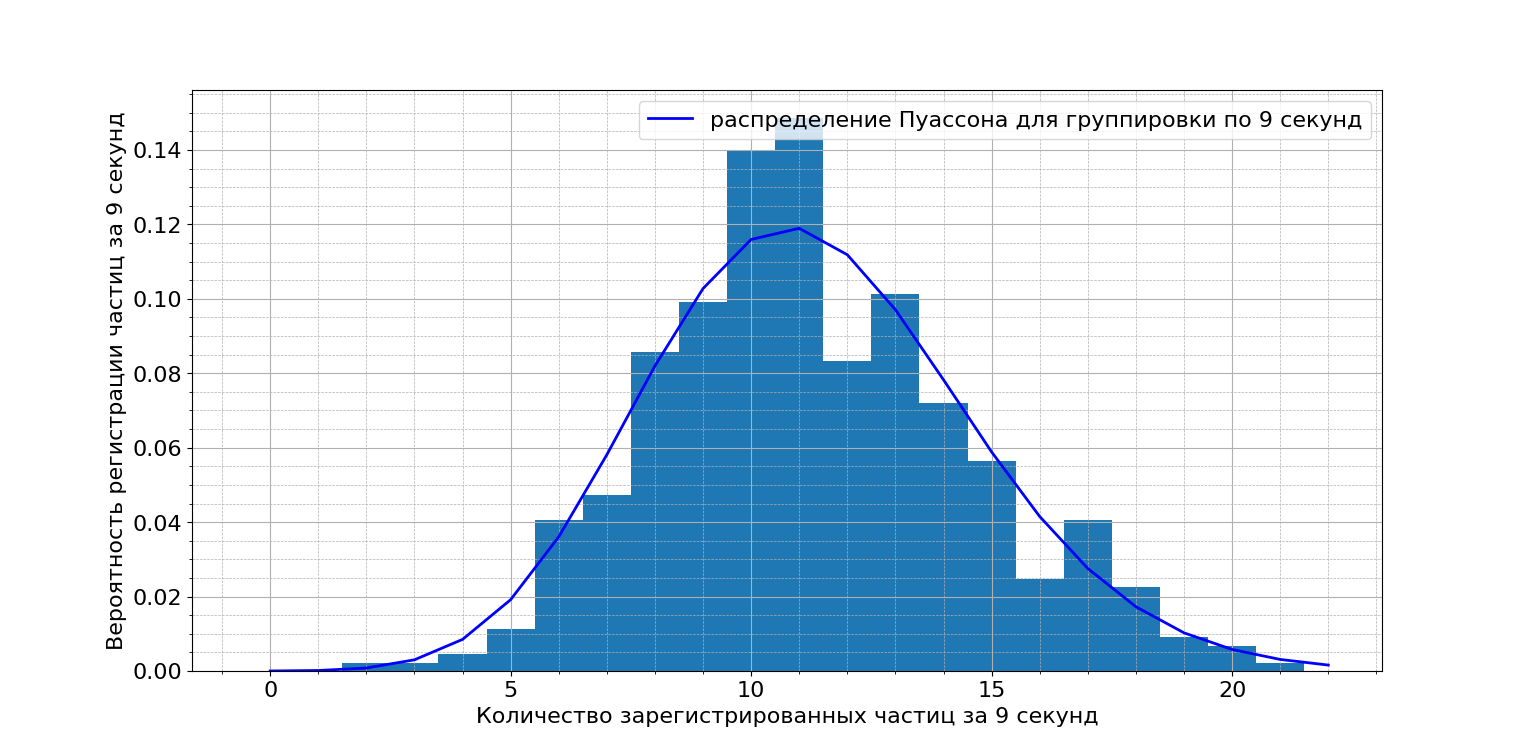 распределение Пуассона для группировки по 9 секунд
Вероятность регистрации частиц за 9 секунд
0.14
0.12
0.10
0.08
0.06
0.04
0.02
0.00
0 5 10 15 20
Количество зарегистрированных частиц за 9 секунд